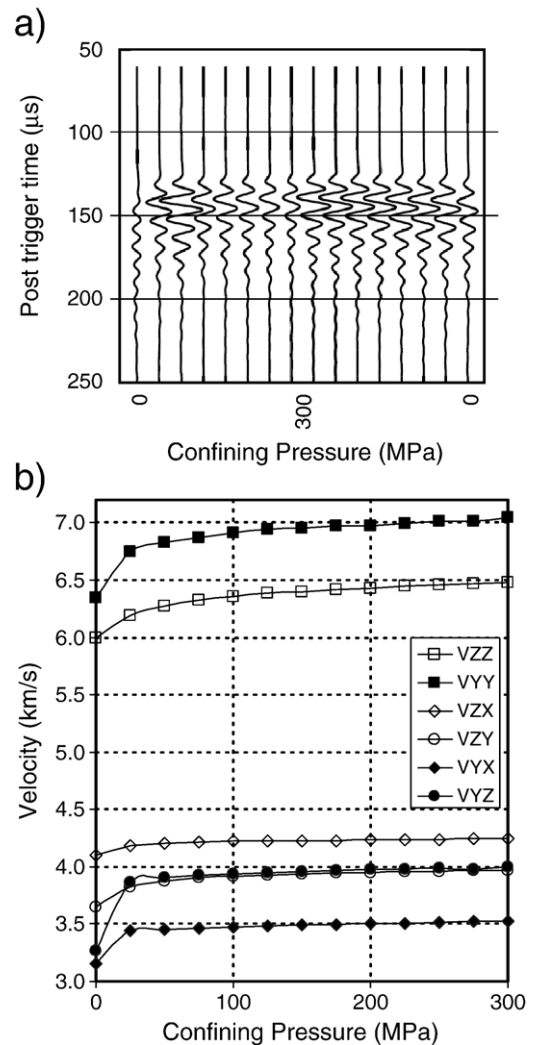 a)
50
100
150
200
250
Post trigger time (μs)
0
300
0
Confining Pressure (MPa)
b)
7.0
6.5
6.0
5.5
5.0
4.5
4.0
3.5
3.0
Velocity (km/s)
VZZ
VYY
VZX
VZY
VYX
VYZ
0
100
200
300
Confining Pressure (MPa)